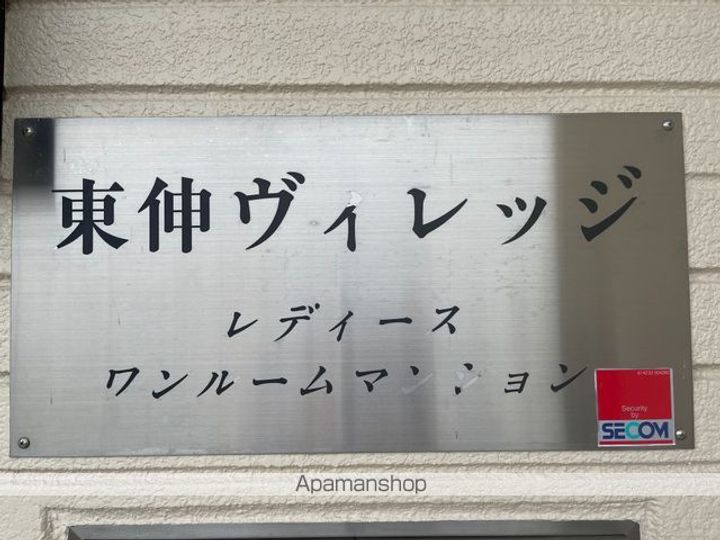 東伸ヴィレッジ
レディース
ワンルームマンション
Security
by
SECOM
Apamanshop